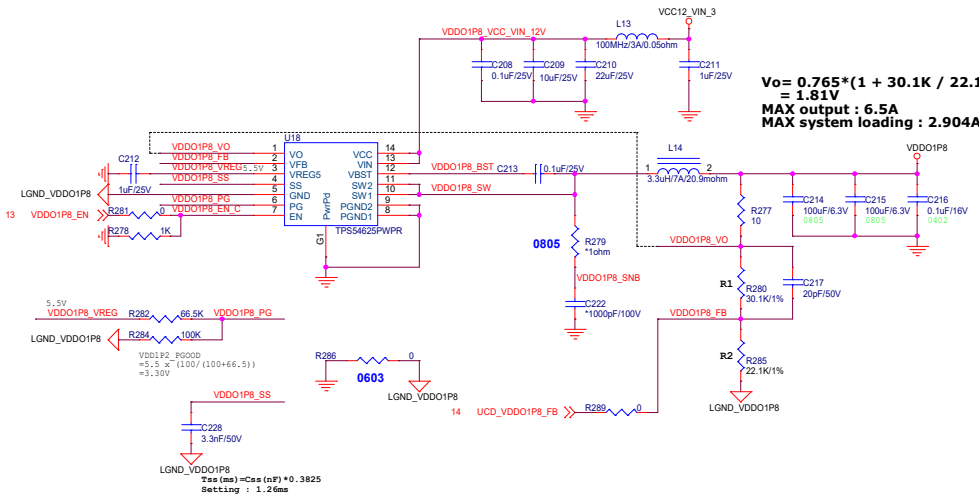 VCC12_VIN_3
L13
VDDO1P8_VCC_VIN_12V
100MHz/3A/0.05ohm
C208
0.1uF/25V
C209
10uF/25V
C210
22uF/25V
C211
1uF/25V
Vo= 0.765*(1 + 30.1K / 22.1
= 1.81V
MAX output : 6.5A
MAX system loading : 2.904A
U18
VDDO1P8_VO 1 VO VCC 14
VDDO1P8_FB 2 VFB VIN 13
VDDO1P8_VREG 5.5V 3 VREG5 VBST 12 VDDO1P8_BST
VDDO1P8_SS 4 SS SW2 11
LGND_VDDO1P8 5 GND SW1 10 VDDO1P8_SW
VDDO1P8_PG 6 PG PGND2 9
VDDO1P8_EN_C 7 EN PGND1 8
PwrPd
G1
TPS54625PWPR
C212
1uF/25V
13 VDDO1P8_EN
R281 0
R278 1K
C213 0.1uF/25V
L14
1 2
3.3uH/7A/20.9mohm
VDDO1P8
R277
10
C214
100uF/6.3V
0805
C215
100uF/6.3V
0805
C216
0.1uF/16V
0402
0805
R279
*1ohm
VDDO1P8_VO
VDDO1P8_SNB
C222
*1000pF/100V
R1
R280
30.1K/1%
C217
20pF/50V
VDDO1P8_FB
R2
R285
22.1K/1%
LGND_VDDO1P8
5.5V
VDDO1P8_VREG R282 66.5K VDDO1P8_PG
LGND_VDDO1P8 R284 100K
VDD1P2_PGOOD
=5.5 x (100/(100+66.5))
=3.30V
R286 0
0603
LGND_VDDO1P8
14 UCD_VDDO1P8_FB R289 0
VDDO1P8_SS
C228
3.3nF/50V
LGND_VDDO1P8
Tss(ms)=Css(nF)*0.3825
Setting : 1.26ms